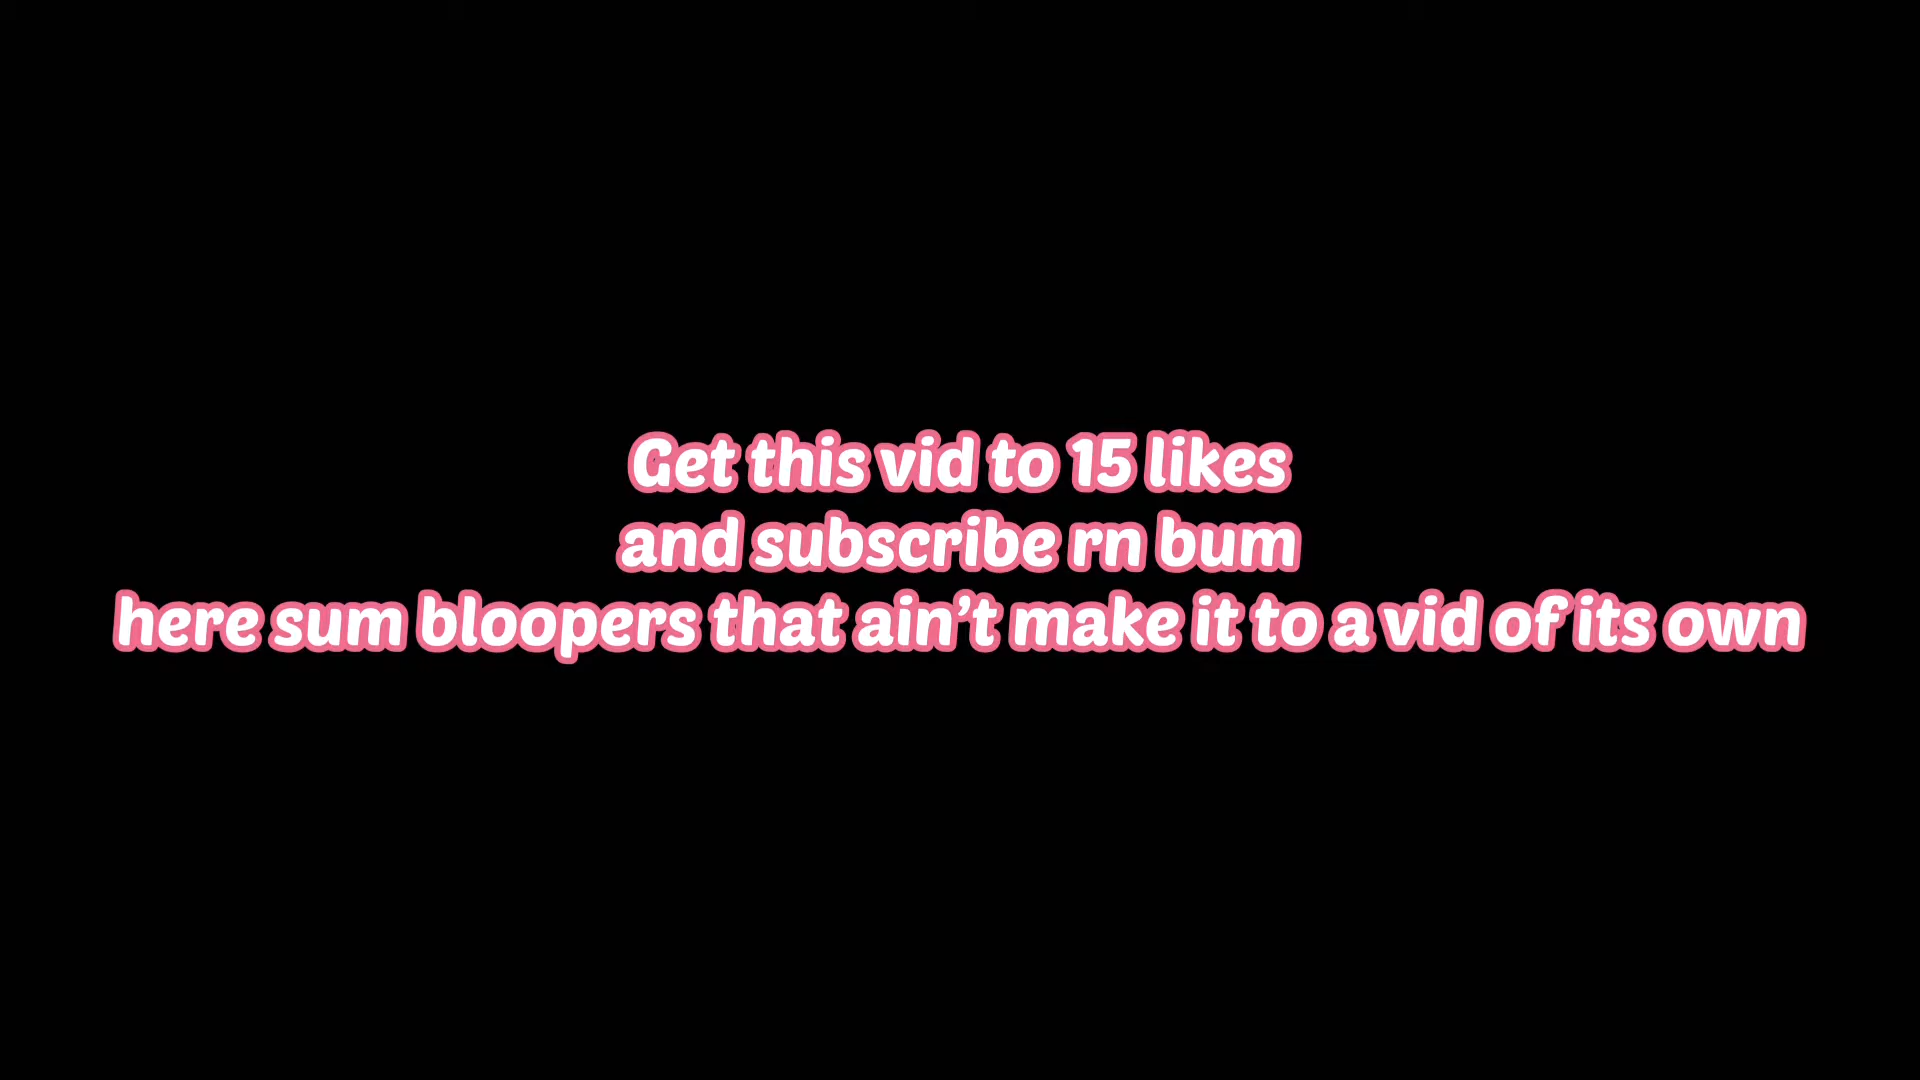 Get this vid to 15 likes
and subscribe rn bum
here sum bloopers that ain’t make it to a vid of its own